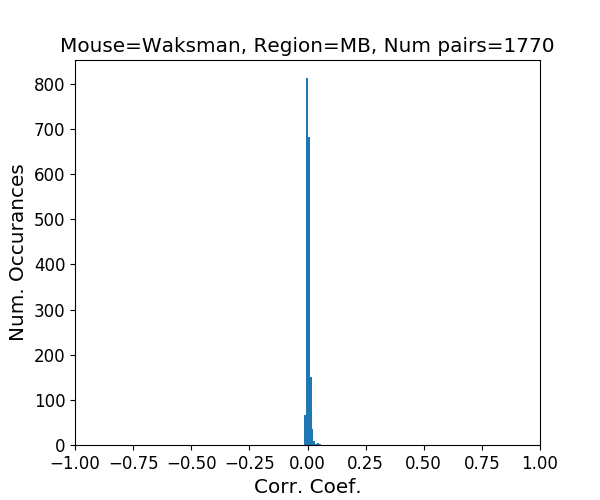 Mouse=Waksman, Region=MB, Num pairs=1770
800
700
600
500
400
300
200
100
0
Num. Occurances
−1.00 −0.75 −0.50 −0.25 0.00 0.25 0.50 0.75 1.00
Corr. Coef.